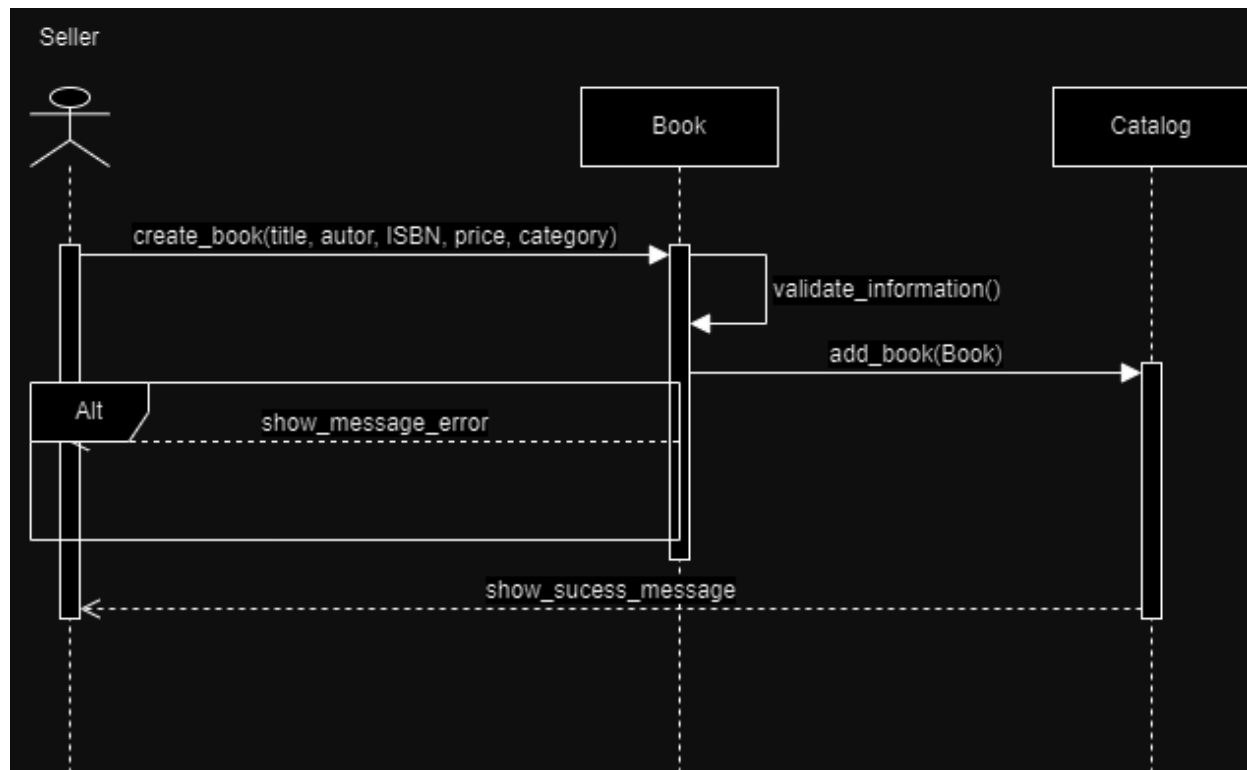 Seller
Book
Catalog
create_book(title, autor, ISBN, price, category)
validate_information()
add_book(Book)
Alt
show_message_error
show_sucess_message